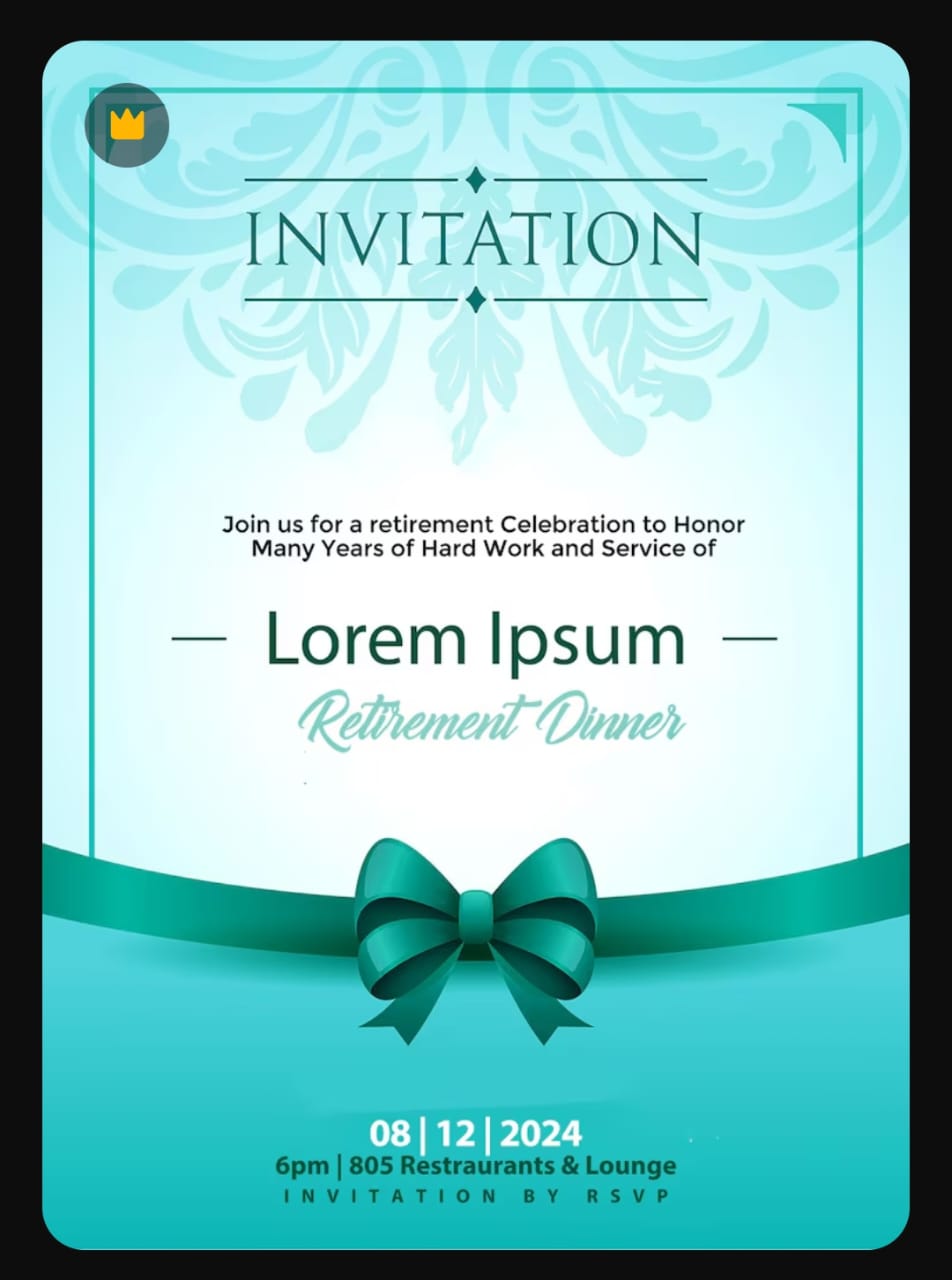 INVITATION
Join us for a retirement Celebration to Honor
Many Years of Hard Work and Service of
Lorem Ipsum
Retirement Dinner
08 | 12 | 2024
6pm | 805 Restraurants & Lounge
INVITATION BY RSVP